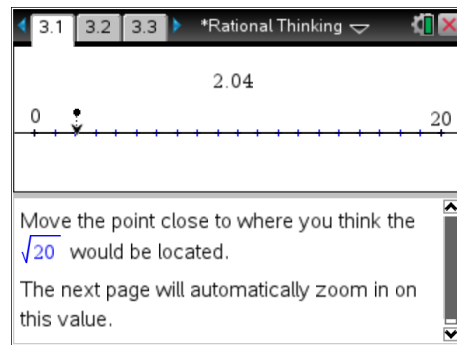 3.1 3.2 3.3 *Rational Thinking
2.04
0 20
Move the point close to where you think the
√20 would be located.
The next page will automatically zoom in on
this value.